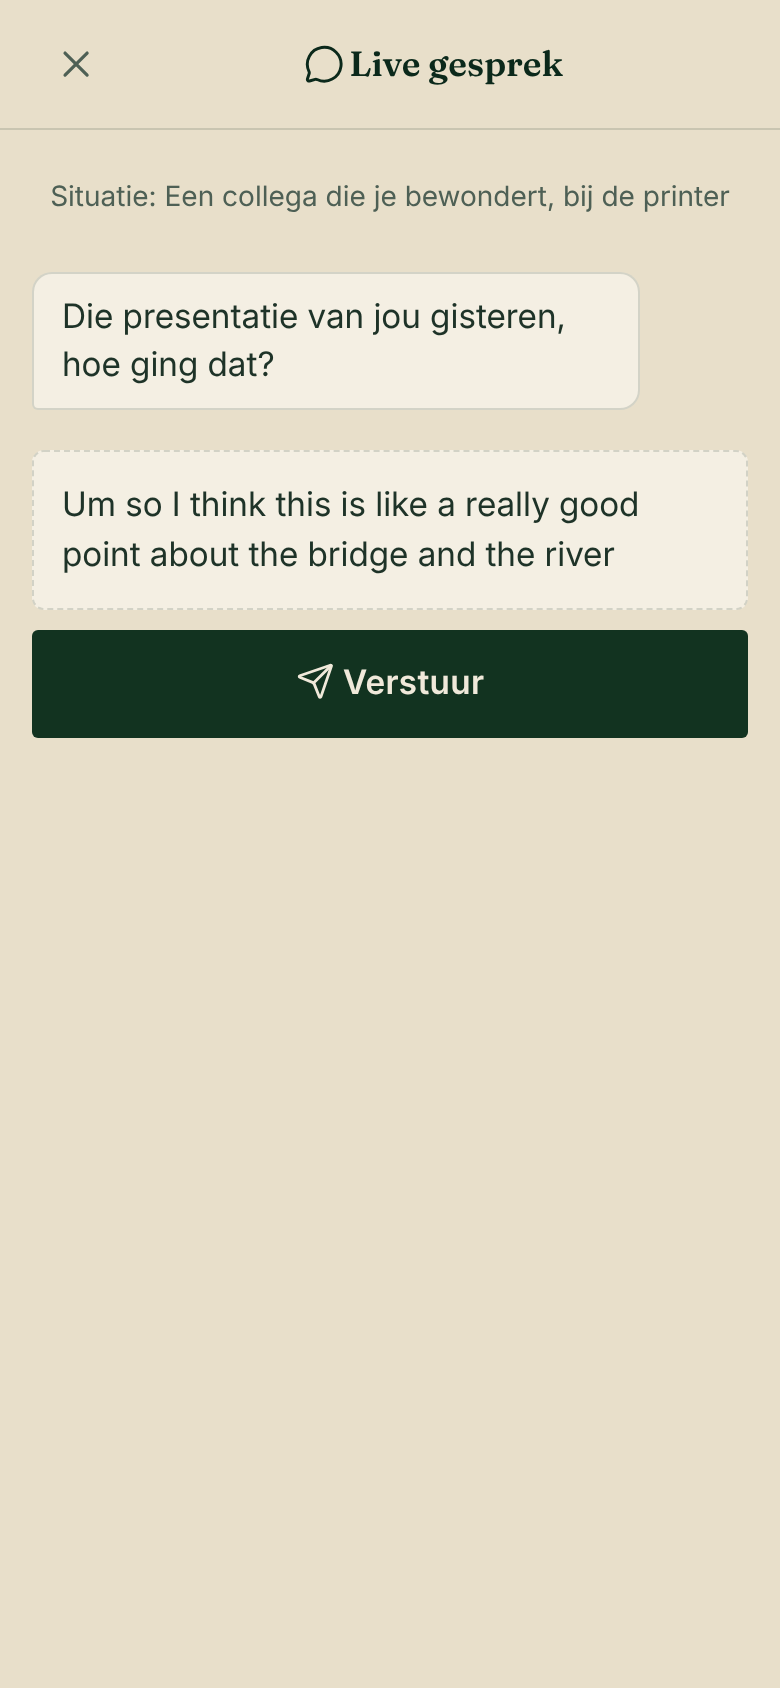 Live gesprek
Situatie: Een collega die je bewondert, bij de printer
Die presentatie van jou gisteren,
hoe ging dat?
Um so I think this is like a really good
point about the bridge and the river
Verstuur